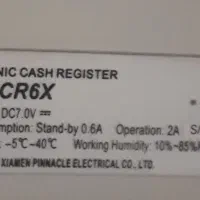 NIC CASH REGISTER
CR6X
DC7.0V ⎓
mption: Stand-by 0.6A Operation: 2A S
: -5℃~40℃ Working Humidity: 10%~85%R
XIAMEN PINNACLE ELECTRICAL CO., LTD